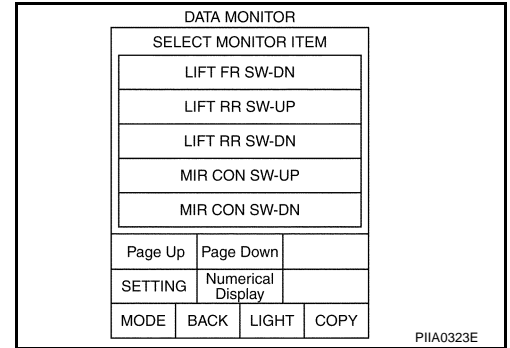 DATA MONITOR
SELECT MONITOR ITEM
LIFT FR SW-DN
LIFT RR SW-UP
LIFT RR SW-DN
MIR CON SW-UP
MIR CON SW-DN
Page Up Page Down
SETTING Numerical
Display
MODE BACK LIGHT COPY
PIIA0323E